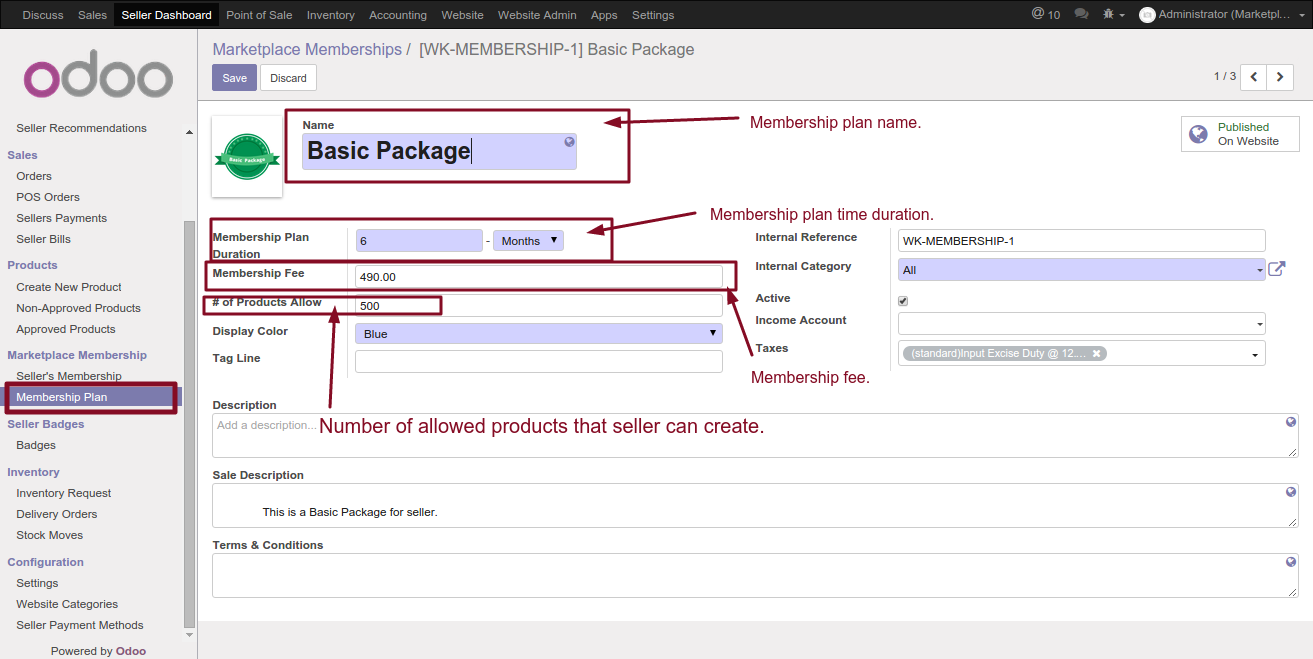 Discuss Sales Seller Dashboard Point of Sale Inventory Accounting Website Website Admin Apps Settings @ 10 Administrator (Marketpl...
odoo
Seller Recommendations
Sales
Orders
POS Orders
Sellers Payments
Seller Bills
Products
Create New Product
Non-Approved Products
Approved Products
Marketplace Membership
Seller's Membership
Membership Plan
Seller Badges
Badges
Inventory
Inventory Request
Delivery Orders
Stock Moves
Configuration
Settings
Website Categories
Seller Payment Methods
Powered by Odoo
Marketplace Memberships / [WK-MEMBERSHIP-1] Basic Package
Save Discard 1 / 3
Basic Package
Name
Basic Package
Membership plan name.
Published
On Website
Membership plan time duration.
Membership Plan
Duration
6 - Months
Membership Fee 490.00
# of Products Allow 500
Display Color Blue
Tag Line
Internal Reference WK-MEMBERSHIP-1
Internal Category All
Active
Income Account
Taxes (standard)Input Excise Duty @ 12....
Membership fee.
Description
Add a description...
Number of allowed products that seller can create.
Sale Description
This is a Basic Package for seller.
Terms & Conditions